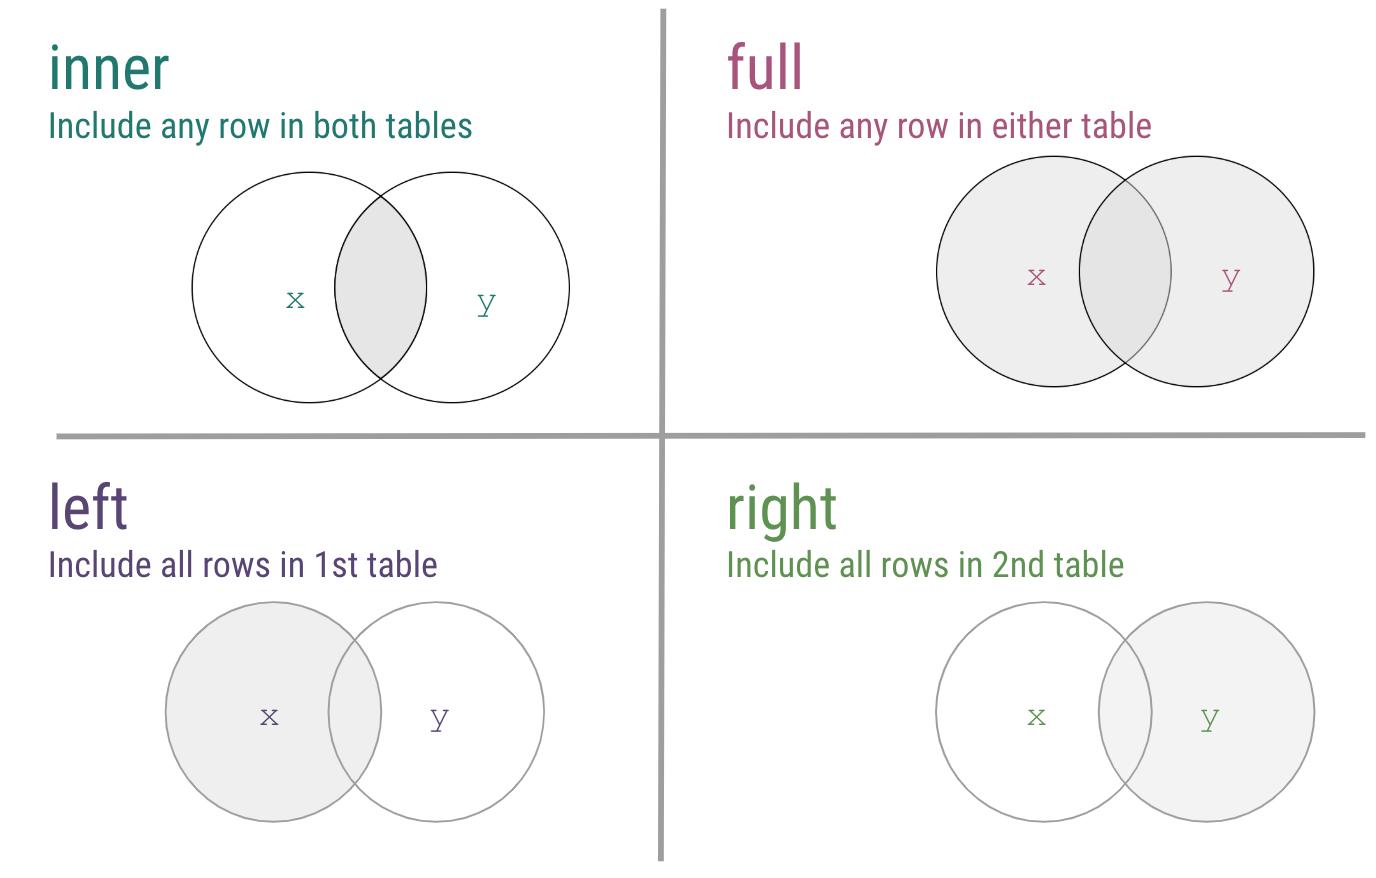 inner
Include any row in both tables
x
y
full
Include any row in either table
x
y
left
Include all rows in 1st table
x
y
right
Include all rows in 2nd table
x
y